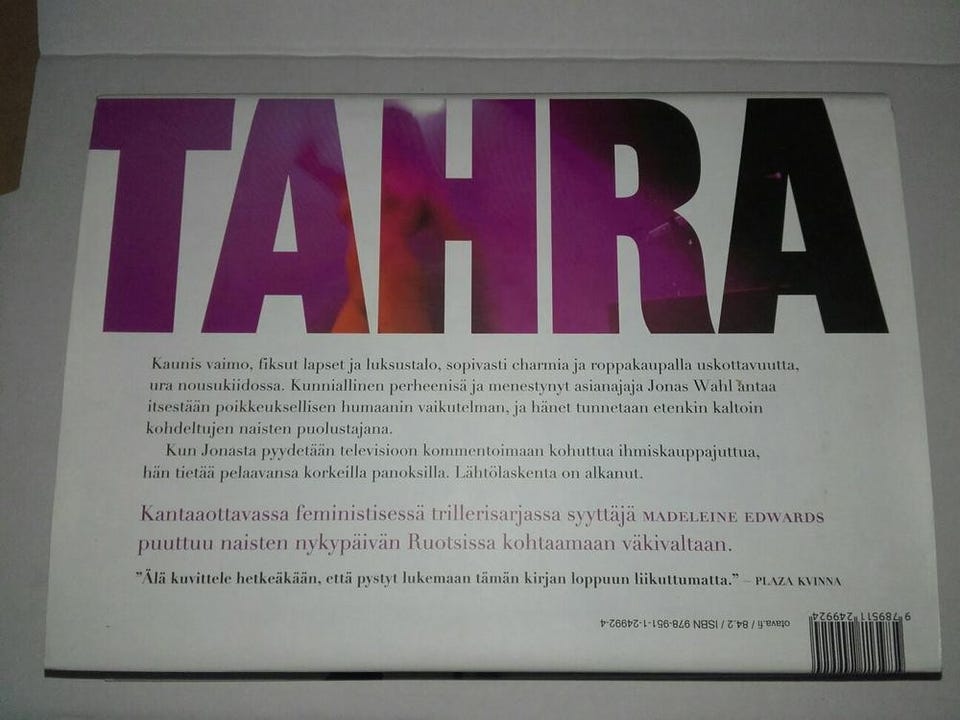 TAHRA
Kaunis vaimo, fiksut lapset ja luksustalo, sopivasti charmia ja roppakaupalla uskottavuutta,
ura nousukiidossa. Kunniallinen perheenisä ja menestynyt asianajaja Jonas Wahl antaa
itsestään poikkeuksellisen humaanin vaikutelman, ja hänet tunnetaan etenkin kaltoin
kohdeltujen naisten puolustajana.
Kun Jonasta pyydetään televisioon kommentoimaan kohuttua ihmiskauppajuttua,
hän tietää pelaavansa korkeilla panoksilla. Lähtölaskenta on alkanut.
Kantaaottavassa feministisessä trillerisarjassa syyttäjä MADELEINE EDWARDS
puuttuu naisten nykypäivän Ruotsissa kohtaamaan väkivaltaan.
”Älä kuvittele hetkeäkään, että pystyt lukemaan tämän kirjan loppuun liikuttumatta.” – PLAZA KVINNA
otava.fi / 84.2 / ISBN 978-951-1-24992-4
9 789511 249924